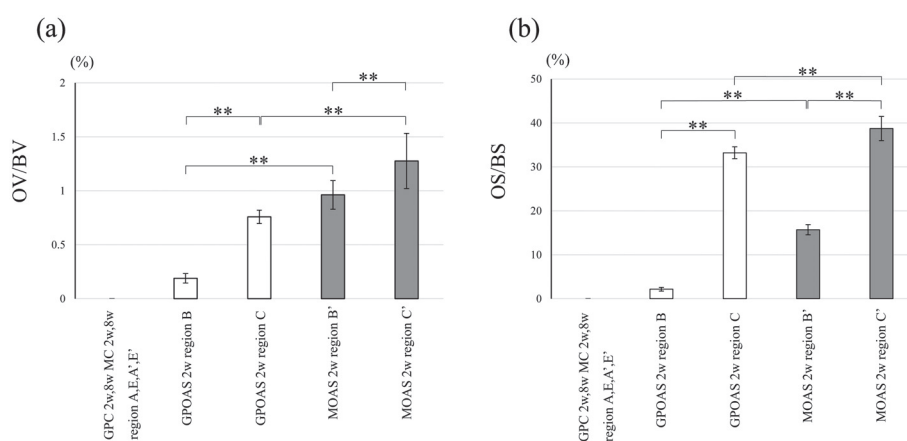 (a)
(%)
OV/BV
2
1.5
1
0.5
0
**
**
**
**
GPC 2w,8w MC 2w,8w
region A,E,A’,E’
GPOAS 2w region B
GPOAS 2w region C
MOAS 2w region B’
MOAS 2w region C’
(b)
(%)
OS/BS
50
40
30
20
10
0
**
**
**
**
GPC 2w,8w MC 2w,8w
region A,E,A’,E’
GPOAS 2w region B
GPOAS 2w region C
MOAS 2w region B’
MOAS 2w region C’